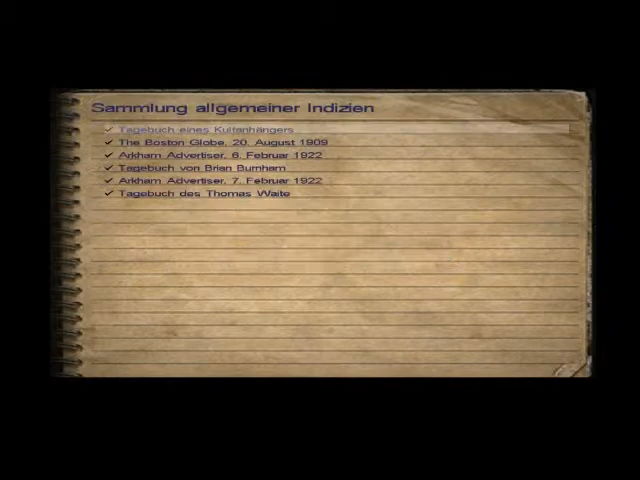 Sammlung allgemeiner Indizien
✓ Tagebuch eines Kultanhängers
✓ The Boston Globe, 20. August 1909
✓ Arkham Advertiser, 6. Februar 1922
✓ Tagebuch von Brian Burnham
✓ Arkham Advertiser, 7. Februar 1922
✓ Tagebuch des Thomas Waite